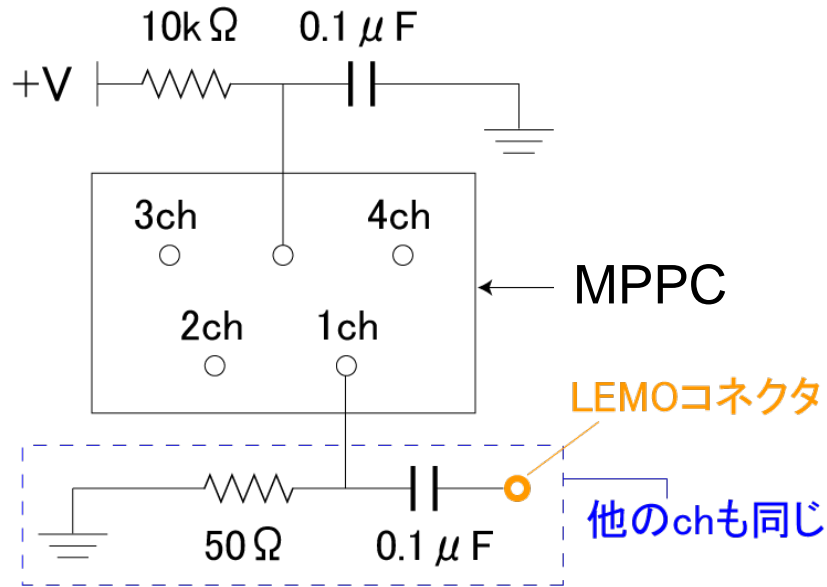 10kΩ 0.1μF
+V
3ch 4ch
MPPC
2ch 1ch
LEMOコネクタ
他のchも同じ
50Ω 0.1μF